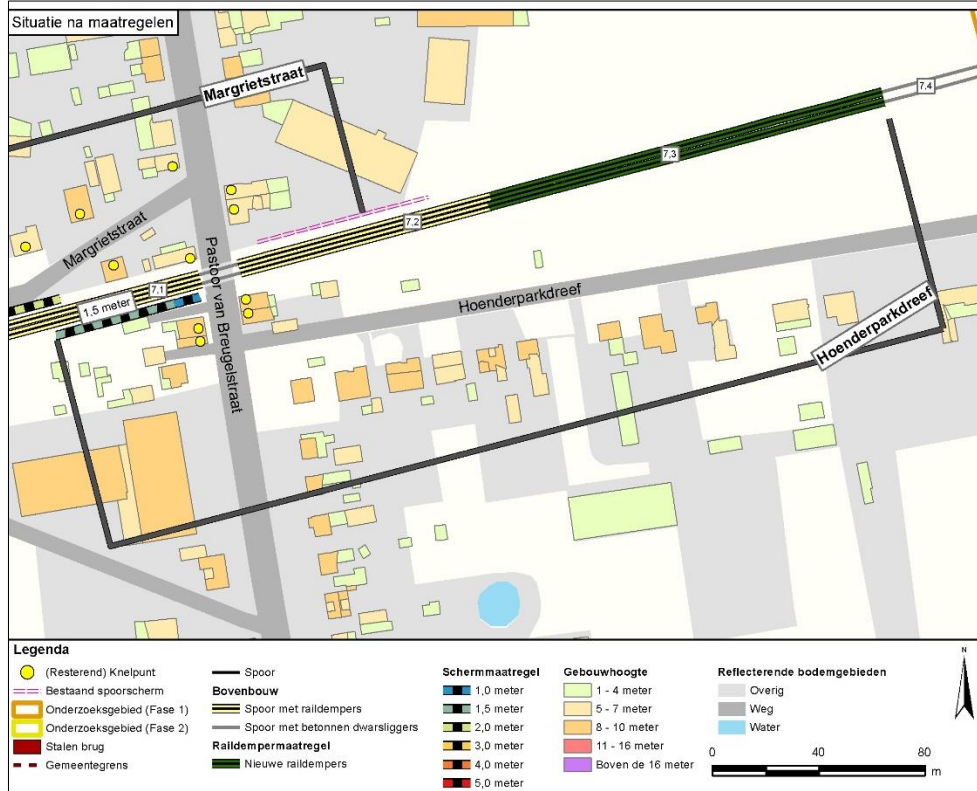 Situatie na maatregelen
Margrietstraat
7.4
7,3
7.2
Margrietstraat
Pastoor van Breugelstraat
7.1
1,5 meter
Hoenderparkdreef
Hoenderparkdreef
Legenda
(Resterend) Knelpunt
Bestaand spoorscherm
Onderzoeksgebied (Fase 1)
Onderzoeksgebied (Fase 2)
Stalen brug
Gemeentegrens
Spoor
Bovenbouw
Spoor met raildempers
Spoor met betonnen dwarsliggers
Raildempermaatregel
Nieuwe raildempers
Schermmaatregel
1,0 meter
1,5 meter
2,0 meter
3,0 meter
4,0 meter
5,0 meter
Gebouwhoogte
1 - 4 meter
5 - 7 meter
8 - 10 meter
11 - 16 meter
Boven de 16 meter
Reflecterende bodemgebieden
Overig
Weg
Water
N
0 40 80
m